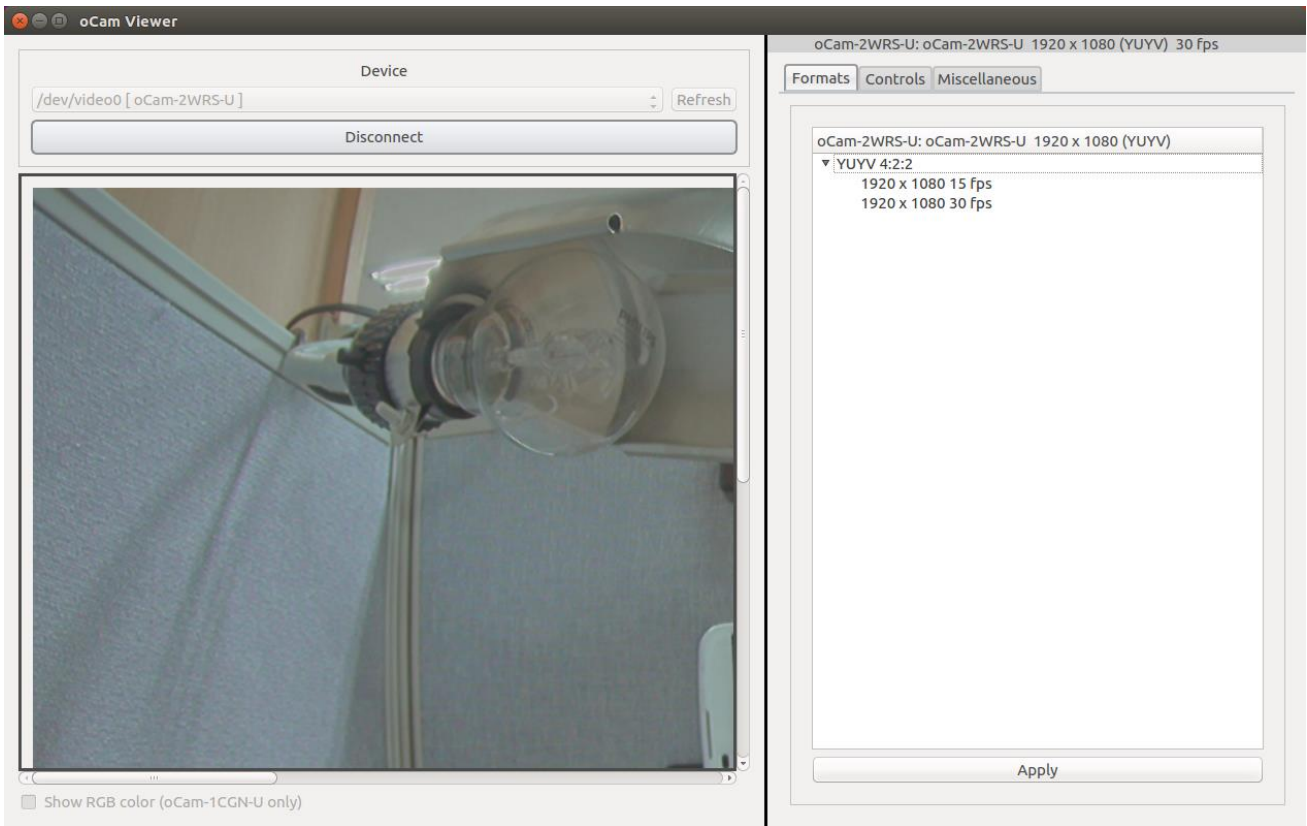 oCam Viewer
Device
/dev/video0 [ oCam-2WRS-U ]
Refresh
Disconnect
Show RGB color (oCam-1CGN-U only)
oCam-2WRS-U: oCam-2WRS-U 1920 x 1080 (YUYV) 30 fps
Formats Controls Miscellaneous
oCam-2WRS-U: oCam-2WRS-U 1920 x 1080 (YUYV)
YUYV 4:2:2
1920 x 1080 15 fps
1920 x 1080 30 fps
Apply